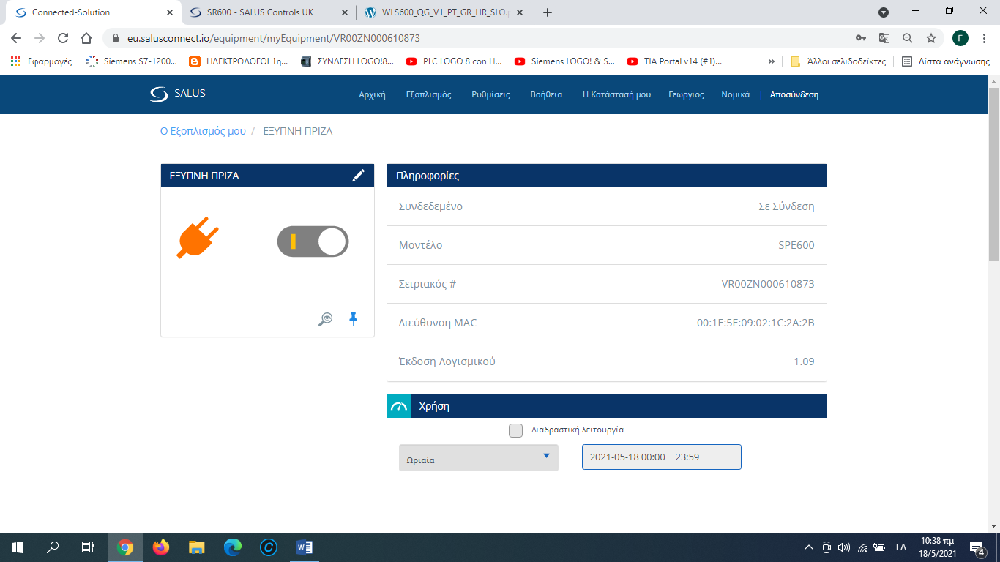 Connected-Solution
SR600 - SALUS Controls UK
WLS600_QG_V1_PT_GR_HR_SLO.p
eu.salusconnect.io/equipment/myEquipment/VR00ZN000610873
Γ
Εφαρμογές
Siemens S7-1200...
ΗΛΕΚΤΡΟΛΟΓΟΙ 1η...
ΣΥΝΔΕΣΗ LOGO!8...
PLC LOGO 8 con H...
Siemens LOGO! & S...
TIA Portal v14 (#1)...
»
Άλλοι σελιδοδείκτες
Λίστα ανάγνωσης
SALUS
Αρχική
Εξοπλισμός
Ρυθμίσεις
Βοήθεια
Η Κατάστασή μου
Γεωργιος
Νομικά
|
Αποσύνδεση
Ο Εξοπλισμός μου / ΕΞΥΠΝΗ ΠΡΙΖΑ
ΕΞΥΠΝΗ ΠΡΙΖΑ
Πληροφορίες
Συνδεδεμένο Σε Σύνδεση
Μοντέλο SPE600
Σειριακός # VR00ZN000610873
Διεύθυνση MAC 00:1E:5E:09:02:1C:2A:2B
Έκδοση Λογισμικού 1.09
Χρήση
Διαδραστική λειτουργία
Ωριαία
2021-05-18 00:00 − 23:59
ΕΛ
10:38 πμ
18/5/2021
4